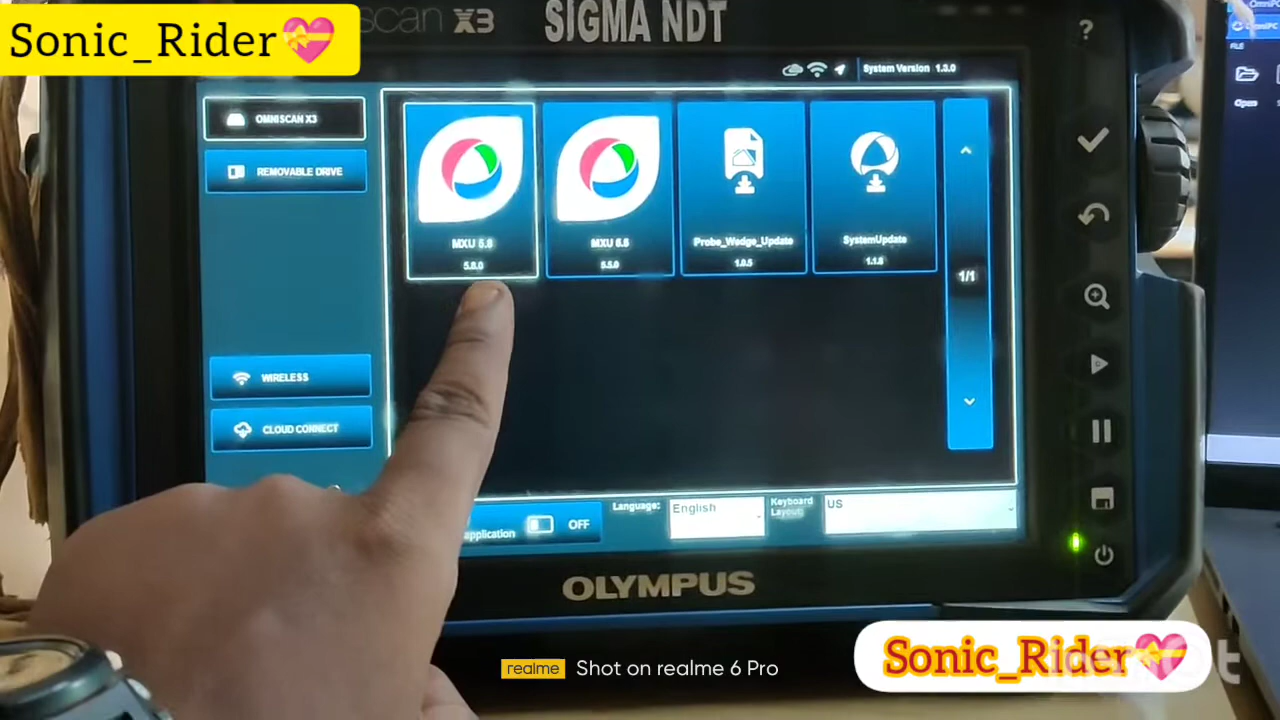 Sonic_Rider💝
scan X3
SIGMA NDT
System Version 1.3.0
OMNISCAN X3
REMOVABLE DRIVE
WIRELESS
CLOUD CONNECT
MXU 5.8
5.8.0
MXU 5.5
5.5.0
Probe_Wedge_Update
1.0.5
SystemUpdate
1.1.8
1/1
application
OFF
Language:
English
Keyboard
Layout:
US
OLYMPUS
?
FILE
Open
realme Shot on realme 6 Pro
Sonic_Rider💝